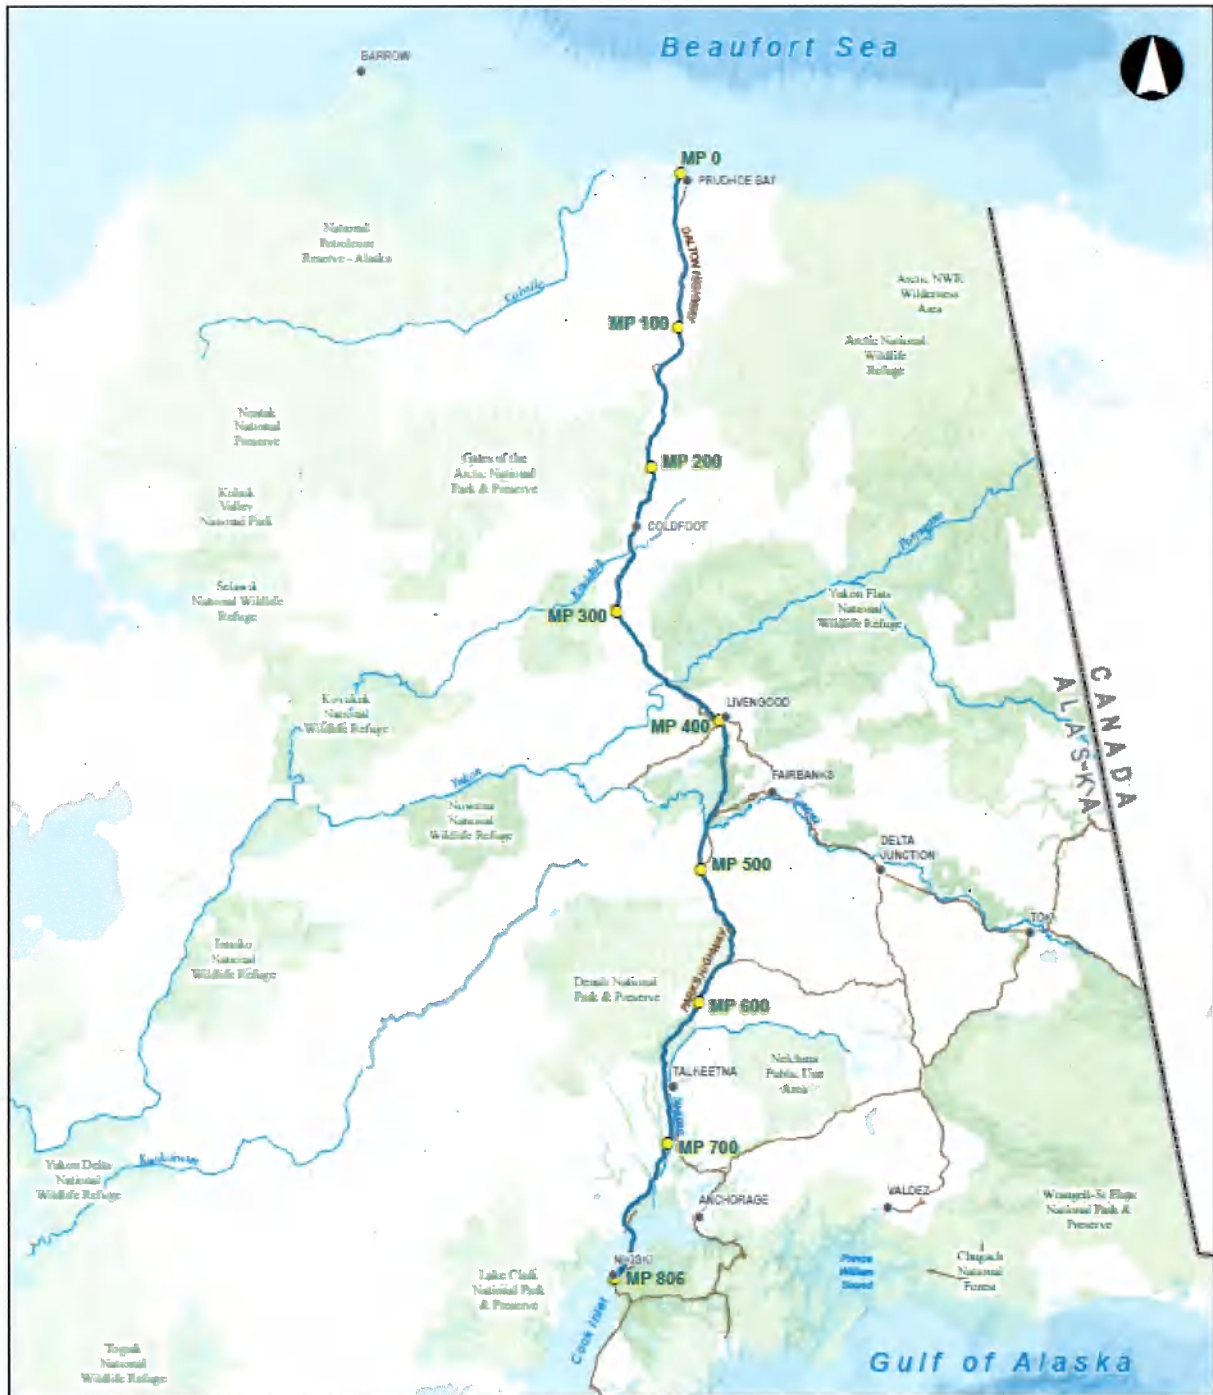 Beaufort Sea
BARROW
MP 0
PRUDHOE BAY
National
Petroleum
Reserve - Alaska
DALTON HIGHWAY
Colville
Arctic NWR
Wilderness
Area
MP 100
Arctic National
Wildlife
Refuge
Noatak
National
Preserve
Gates of the
Arctic National
Park & Preserve
MP 200
Kobuk
Valley
National Park
COLDFOOT
Porcupine
Koyukuk
Selawik
National Wildlife
Refuge
Yukon Flats
National
Wildlife Refuge
MP 300
CANADA
ALASKA
Koyukuk
National
Wildlife Refuge
LIVENGOOD
MP 400
Yukon
FAIRBANKS
Nowitna
National
Wildlife Refuge
DELTA
JUNCTION
MP 500
TOK
Innoko
National
Wildlife Refuge
PARKS HIGHWAY
Denali National
Park & Preserve
MP 600
TALKEETNA
Nelchina
Public Use
Area
MP 700
Yukon Delta
National
Wildlife Refuge
Kuskokwim
ANCHORAGE
VALDEZ
Wrangell-St Elias
National Park &
Preserve
NIKISKI
MP 806
Lake Clark
National Park
& Preserve
Cook Inlet
Prince
William
Sound
Chugach
National
Forest
Togiak
National
Wildlife Refuge
Gulf of Alaska